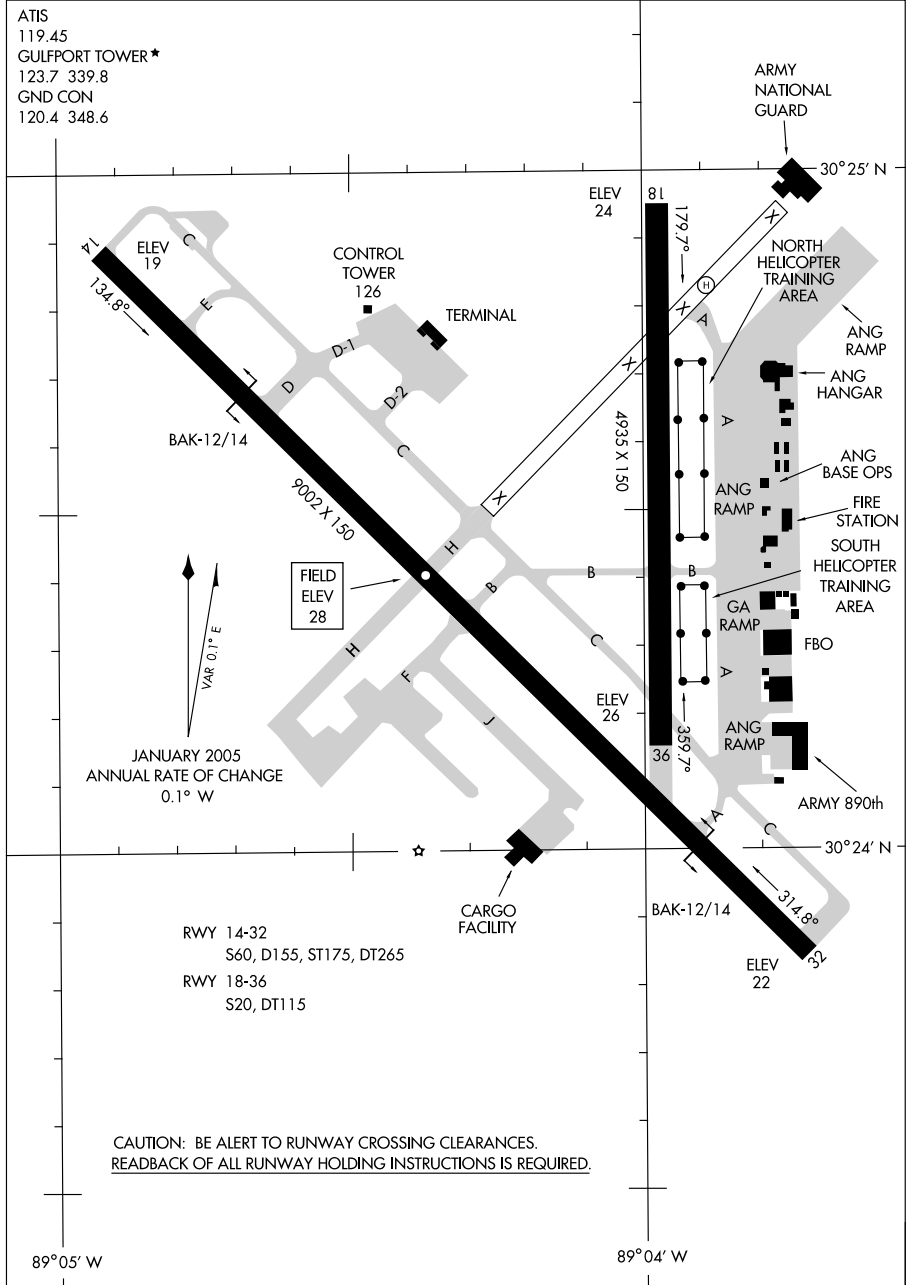 ATIS
119.45
GULFPORT TOWER★
123.7 339.8
GND CON
120.4 348.6
ARMY
NATIONAL
GUARD
30°25' N
ELEV
24
18
179.7°
X
NORTH
HELICOPTER
TRAINING
AREA
14
ELEV
19
C
134.8°
CONTROL
TOWER
126
H
X
A
E
TERMINAL
ANG
RAMP
D-1
X
ANG
HANGAR
D
D-2
A
BAK-12/14
C
4935 X 150
ANG
BASE OPS
9002 X 150
X
ANG
RAMP
FIRE
STATION
H
SOUTH
HELICOPTER
TRAINING
AREA
FIELD
ELEV
28
B
B
B
GA
RAMP
VAR 0.1° E
H
C
FBO
F
A
ELEV
26
J
359.7°
ANG
RAMP
36
JANUARY 2005
ANNUAL RATE OF CHANGE
0.1° W
ARMY 890th
A
C
30°24' N
CARGO
FACILITY
BAK-12/14
314.8°
RWY 14-32
S60, D155, ST175, DT265
RWY 18-36
S20, DT115
32
ELEV
22
CAUTION: BE ALERT TO RUNWAY CROSSING CLEARANCES.
READBACK OF ALL RUNWAY HOLDING INSTRUCTIONS IS REQUIRED.
89°05' W
89°04' W